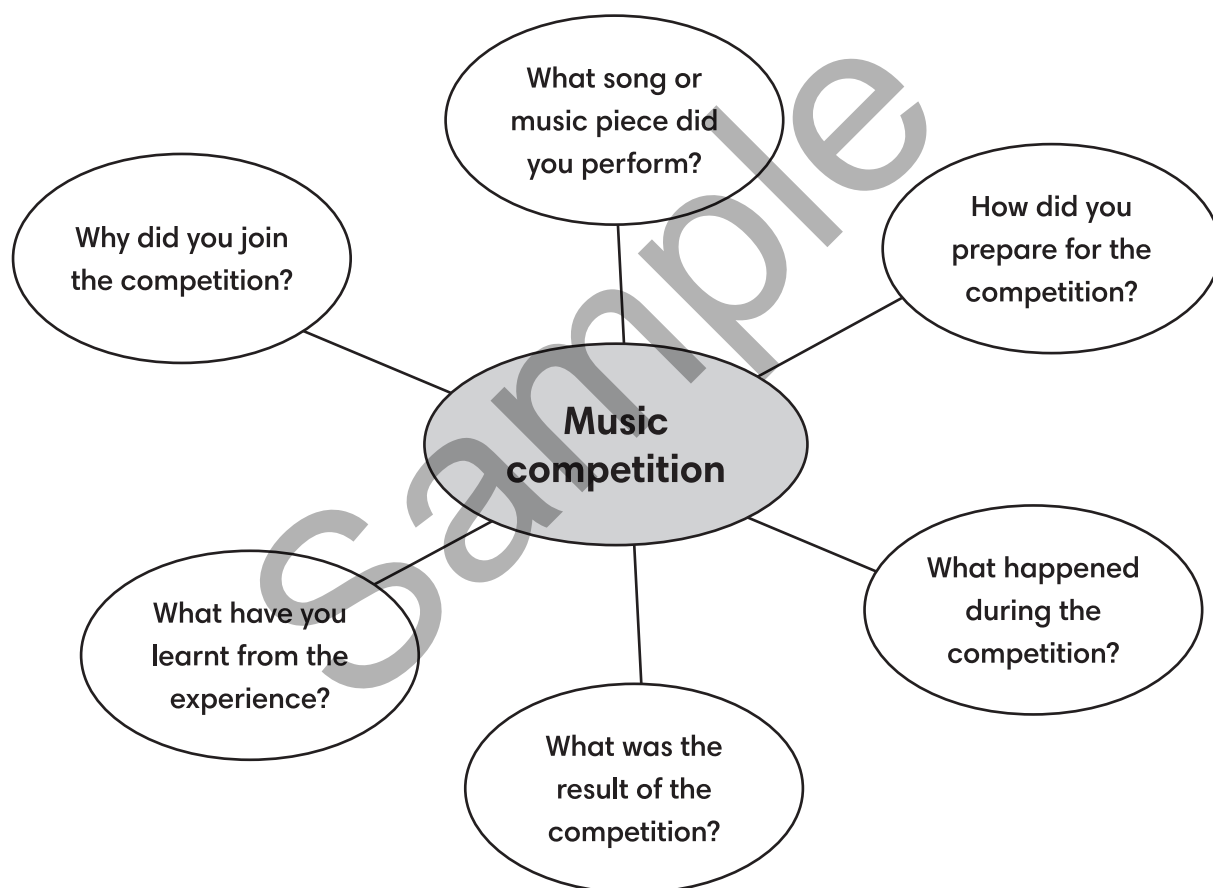 What song or
music piece did
you perform?
How did you
prepare for the
competition?
Why did you join
the competition?
Music
competition
What happened
during the
competition?
What have you
learnt from the
experience?
What was the
result of the
competition?
Sample